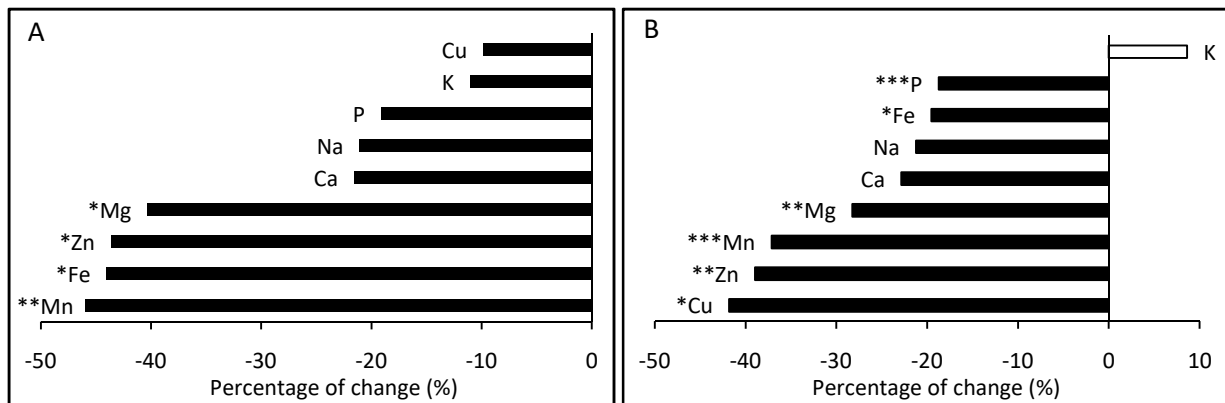 A
Cu
K
P
Na
Ca
*Mg
*Zn
*Fe
**Mn
-50 -40 -30 -20 -10 0
Percentage of change (%)
B
K
***P
*Fe
Na
Ca
**Mg
***Mn
**Zn
*Cu
-50 -40 -30 -20 -10 0 10
Percentage of change (%)